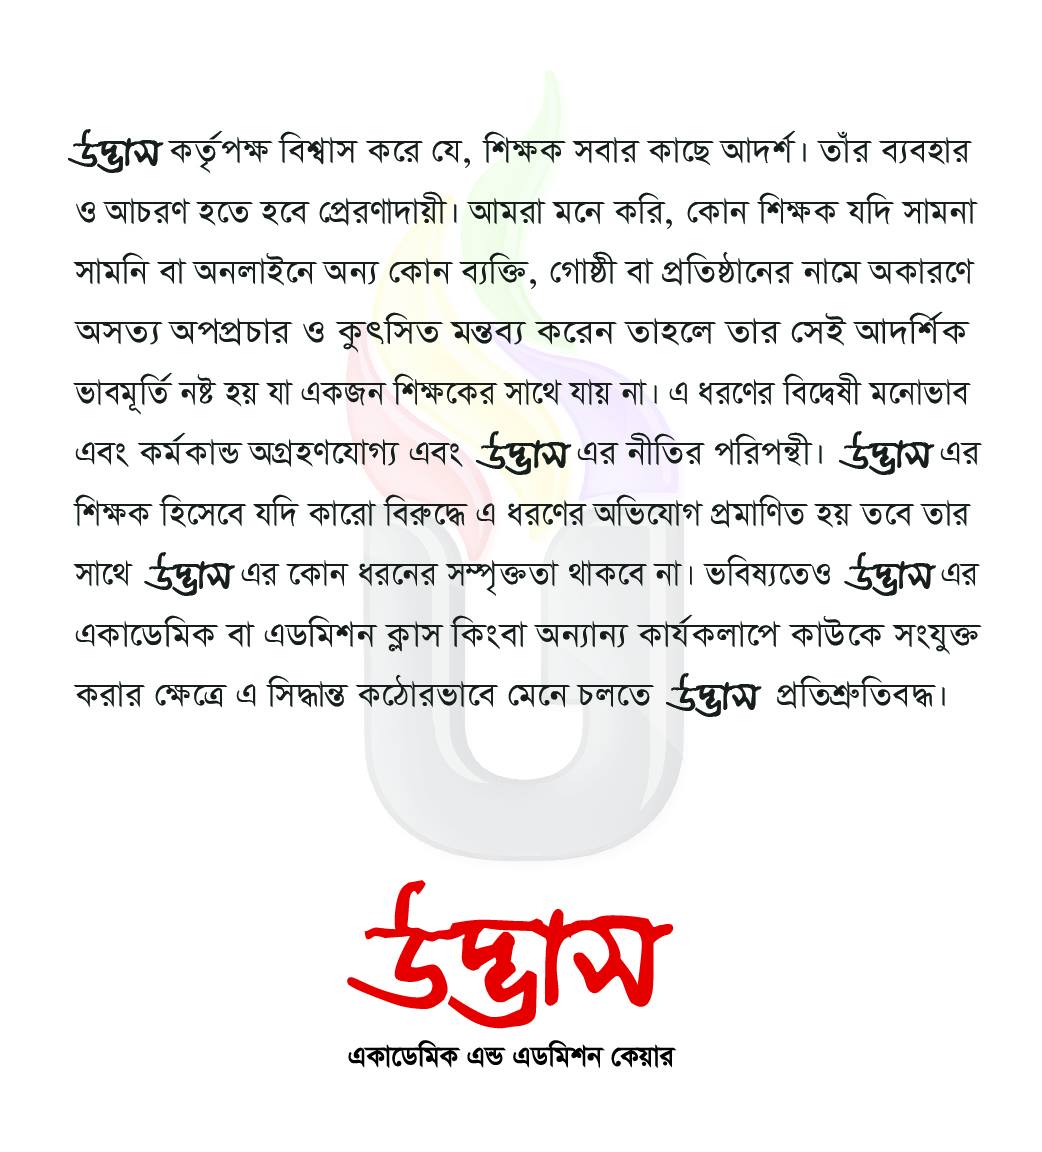 উদ্ভাস কর্তৃপক্ষ বিশ্বাস করে যে, শিক্ষক সবার কাছে আদর্শ। তাঁর ব্যবহার
ও আচরণ হতে হবে প্রেরণাদায়ী। আমরা মনে করি, কোন শিক্ষক যদি সামনা
সামনি বা অনলাইনে অন্য কোন ব্যক্তি, গোষ্ঠী বা প্রতিষ্ঠানের নামে অকারণে
অসত্য অপপ্রচার ও কুৎসিত মন্তব্য করেন তাহলে তার সেই আদর্শিক
ভাবমূর্তি নষ্ট হয় যা একজন শিক্ষকের সাথে যায় না। এ ধরণের বিদ্বেষী মনোভাব
এবং কর্মকান্ড অগ্রহণযোগ্য এবং উদ্ভাস এর নীতির পরিপন্থী। উদ্ভাস এর
শিক্ষক হিসেবে যদি কারো বিরুদ্ধে এ ধরণের অভিযোগ প্রমাণিত হয় তবে তার
সাথে উদ্ভাস এর কোন ধরনের সম্পৃক্ততা থাকবে না। ভবিষ্যতেও উদ্ভাস এর
একাডেমিক বা এডমিশন ক্লাস কিংবা অন্যান্য কার্যকলাপে কাউকে সংযুক্ত
করার ক্ষেত্রে এ সিদ্ধান্ত কঠোরভাবে মেনে চলতে উদ্ভাস প্রতিশ্রুতিবদ্ধ।
উদ্ভাস
একাডেমিক এন্ড এডমিশন কেয়ার